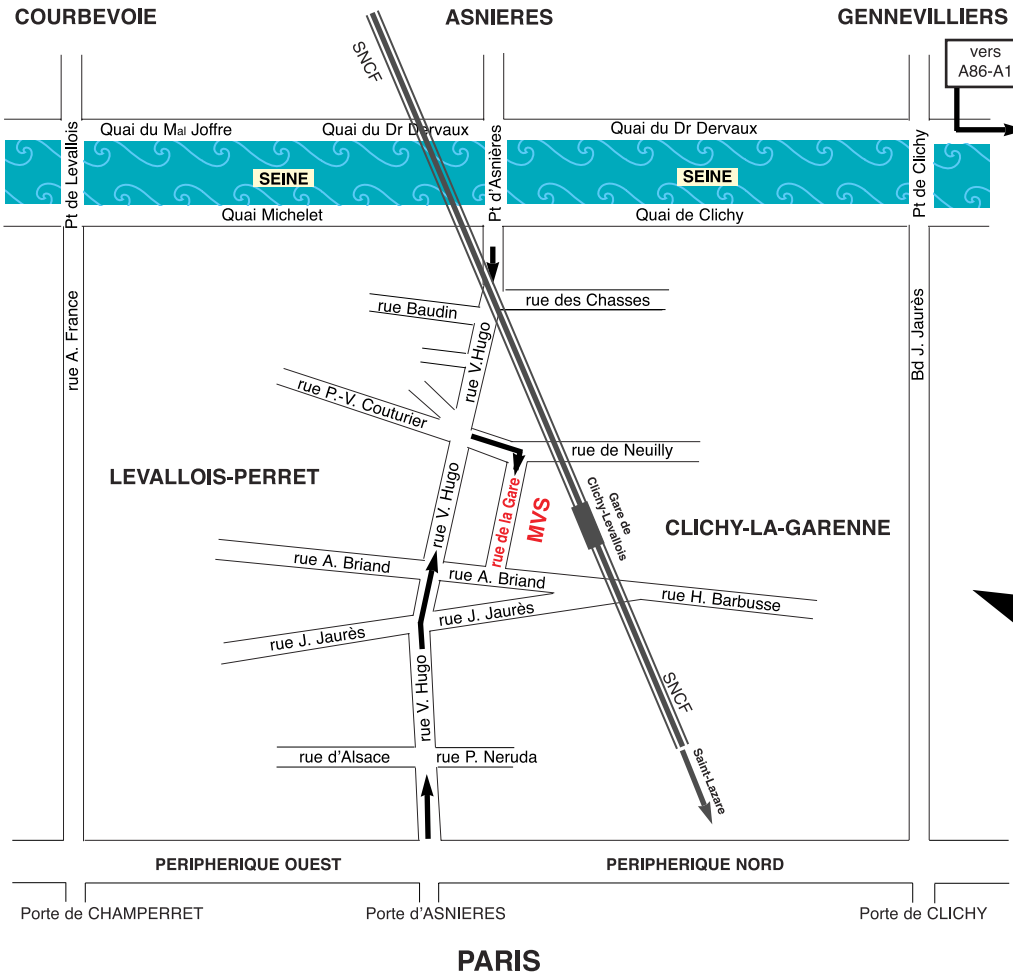 COURBEVOIE
ASNIERES
GENNEVILLIERS
vers
A86-A1
SNCF
Quai du Mal Joffre
Quai du Dr Dervaux
Quai du Dr Dervaux
Pt de Levallois
Pt d'Asnières
Pt de Clichy
SEINE
SEINE
Quai Michelet
Quai de Clichy
rue A. France
rue Baudin
rue des Chasses
Bd J. Jaurès
rue V.Hugo
rue P.-V. Couturier
rue de Neuilly
LEVALLOIS-PERRET
rue V. Hugo
rue de la Gare
MVS
Gare de
Clichy-Levallois
CLICHY-LA-GARENNE
rue A. Briand
rue A. Briand
rue H. Barbusse
rue J. Jaurès
rue J. Jaurès
rue V. Hugo
SNCF
rue d'Alsace
rue P. Neruda
Saint-Lazare
PERIPHERIQUE OUEST
PERIPHERIQUE NORD
Porte de CHAMPERRET
Porte d'ASNIERES
Porte de CLICHY
PARIS